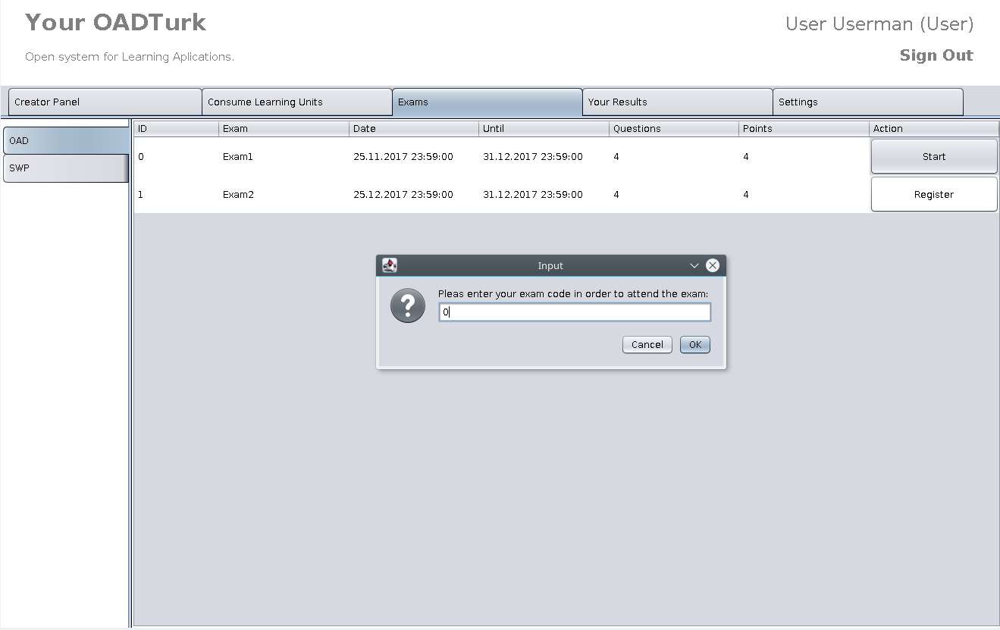 Your OADTurk
User Userman (User)
Open system for Learning Aplications.
Sign Out
Creator Panel
Consume Learning Units
Exams
Your Results
Settings
OAD
SWP
ID Exam Date Until Questions Points Action
0 Exam1 25.11.2017 23:59:00 31.12.2017 23:59:00 4 4 Start
1 Exam2 25.12.2017 23:59:00 31.12.2017 23:59:00 4 4 Register
Input
Pleas enter your exam code in order to attend the exam:
0
Cancel OK